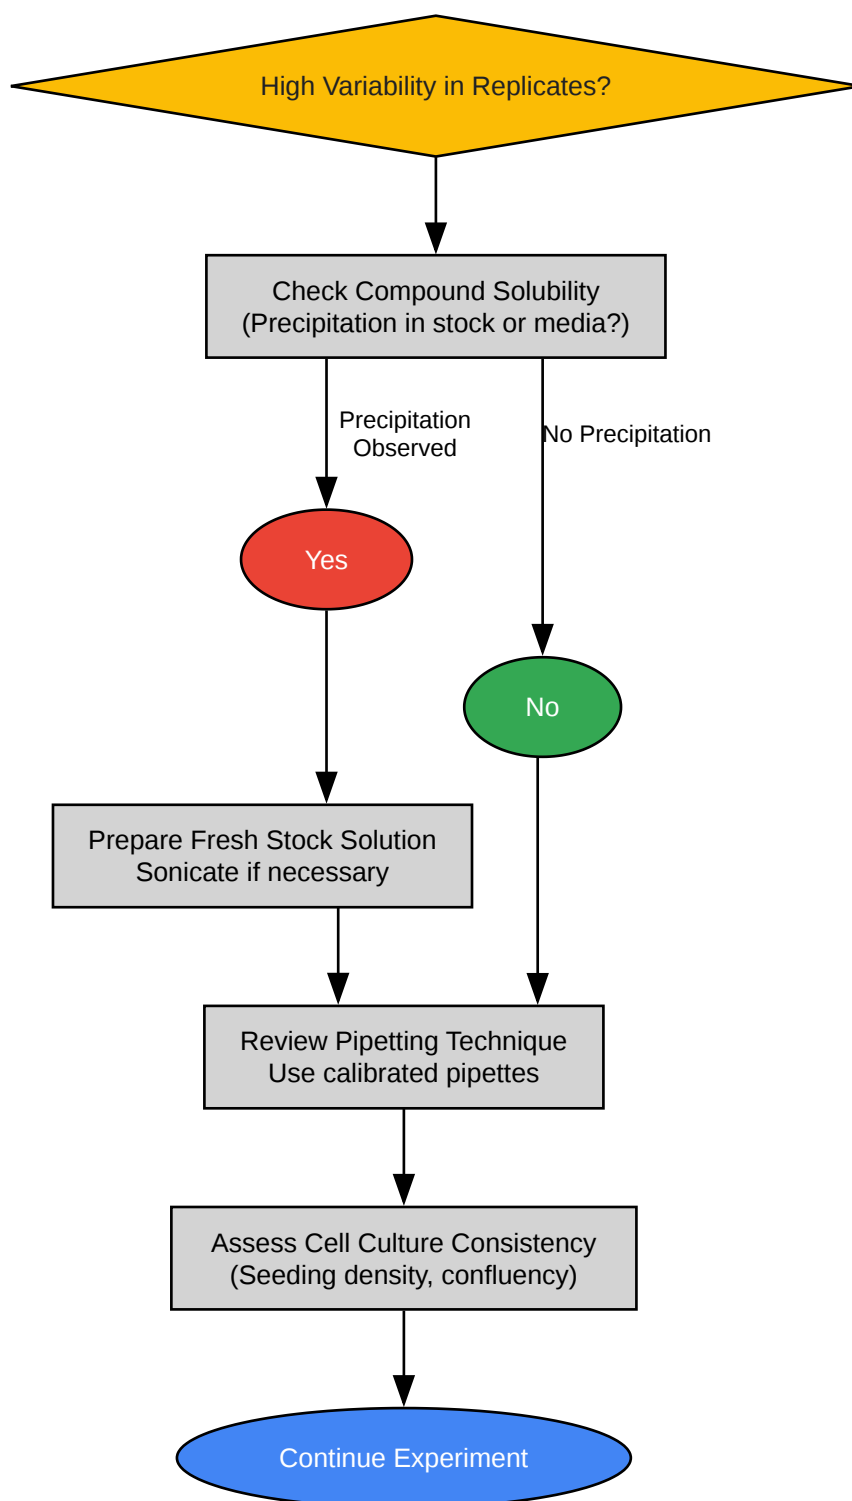 High Variability in Replicates?
Check Compound Solubility
(Precipitation in stock or media?)
Precipitation
Observed
No Precipitation
Yes
No
Prepare Fresh Stock Solution
Sonicate if necessary
Review Pipetting Technique
Use calibrated pipettes
Assess Cell Culture Consistency
(Seeding density, confluency)
Continue Experiment